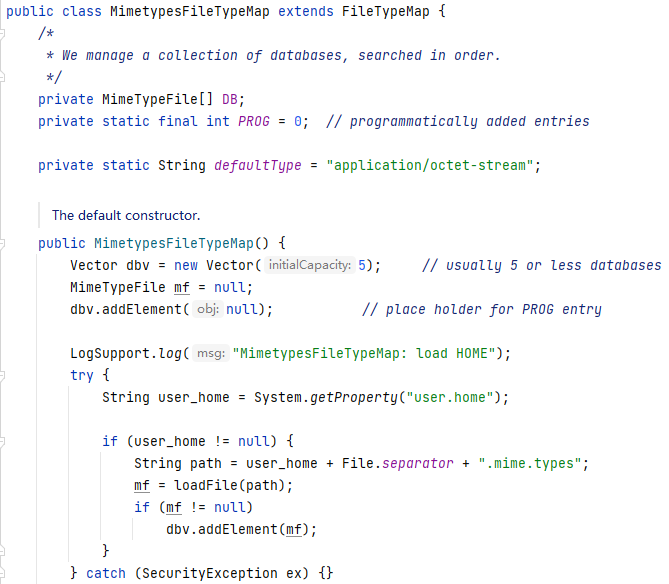 public class MimetypesFileTypeMap extends FileTypeMap {
    /*
     * We manage a collection of databases, searched in order.
     */
    private MimeTypeFile[] DB;
    private static final int PROG = 0;  // programmatically added entries

    private static String defaultType = "application/octet-stream";

    The default constructor.
    public MimetypesFileTypeMap() {
        Vector dbv = new Vector( initialCapacity: 5);     // usually 5 or less databases
        MimeTypeFile mf = null;
        dbv.addElement( obj: null);           // place holder for PROG entry

        LogSupport.log( msg: "MimetypesFileTypeMap: load HOME");
        try {
            String user_home = System.getProperty("user.home");

            if (user_home != null) {
                String path = user_home + File.separator + ".mime.types";
                mf = loadFile(path);
                if (mf != null)
                    dbv.addElement(mf);
            }
        } catch (SecurityException ex) {}